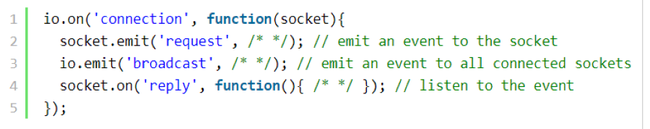 1 io.on('connection', function(socket){
2   socket.emit('request', /* */); // emit an event to the socket
3   io.emit('broadcast', /* */); // emit an event to all connected sockets
4   socket.on('reply', function(){ /* */ }); // listen to the event
5 });